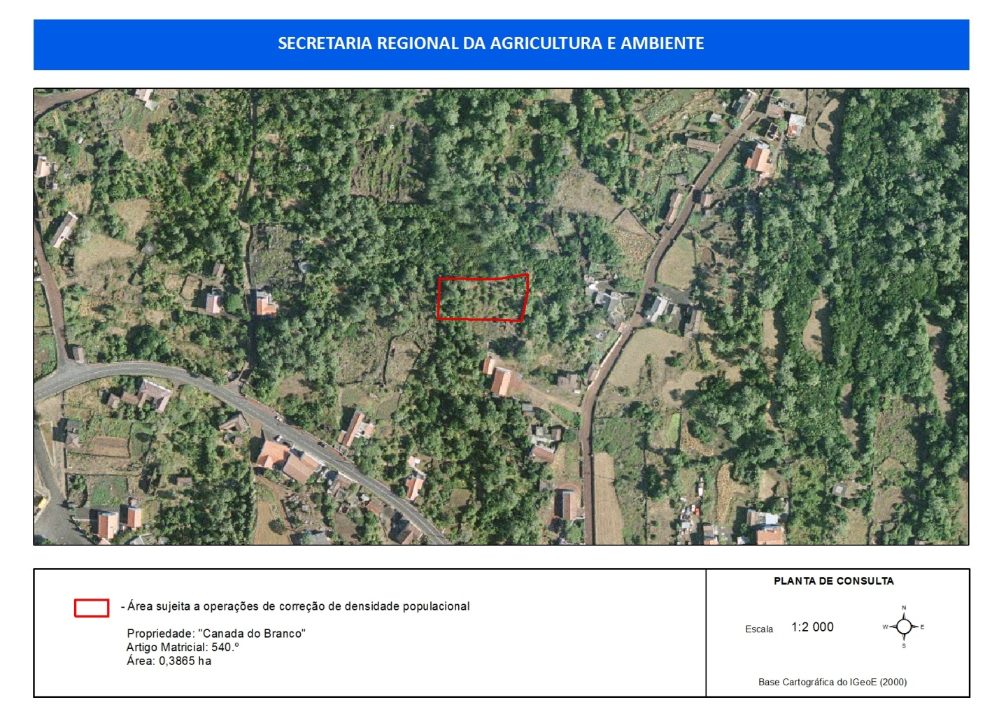 SECRETARIA REGIONAL DA AGRICULTURA E AMBIENTE
- Área sujeita a operações de correção de densidade populacional
Propriedade: "Canada do Branco"
Artigo Matricial: 540.º
Área: 0,3865 ha
PLANTA DE CONSULTA
Escala 1:2 000
N
W E
S
Base Cartográfica do IGeoE (2000)